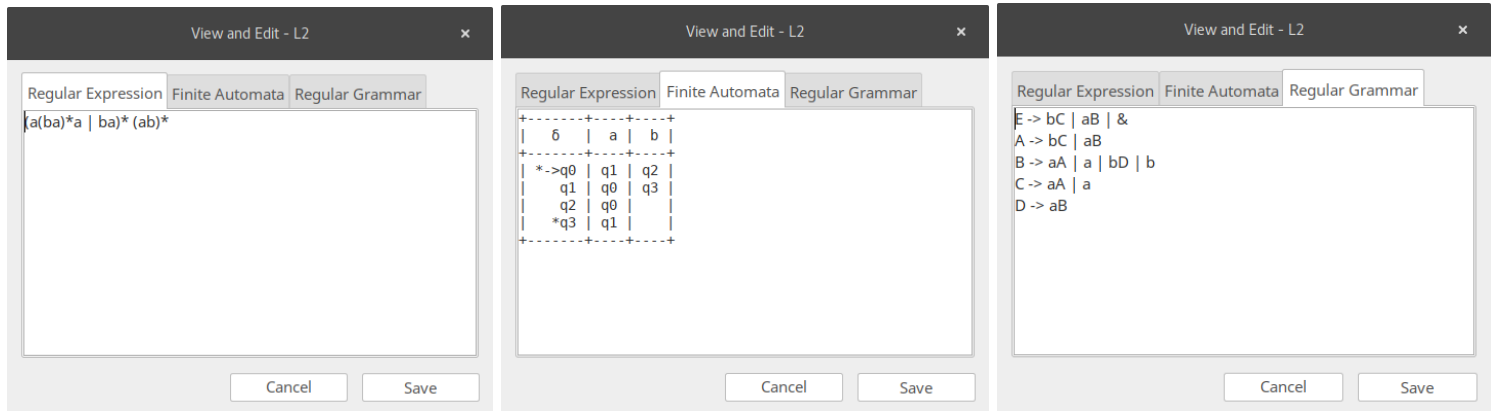 View and Edit - L2 ×
Regular Expression Finite Automata Regular Grammar
(a(ba)*a | ba)* (ab)*
Cancel Save
View and Edit - L2 ×
Regular Expression Finite Automata Regular Grammar
+-------+----+----+
|   δ   |  a |  b |
+-------+----+----+
| *->q0 | q1 | q2 |
|    q1 | q0 | q3 |
|    q2 | q0 |    |
|   *q3 | q1 |    |
+-------+----+----+
Cancel Save
View and Edit - L2 ×
Regular Expression Finite Automata Regular Grammar
E -> bC | aB | &
A -> bC | aB
B -> aA | a | bD | b
C -> aA | a
D -> aB
Cancel Save